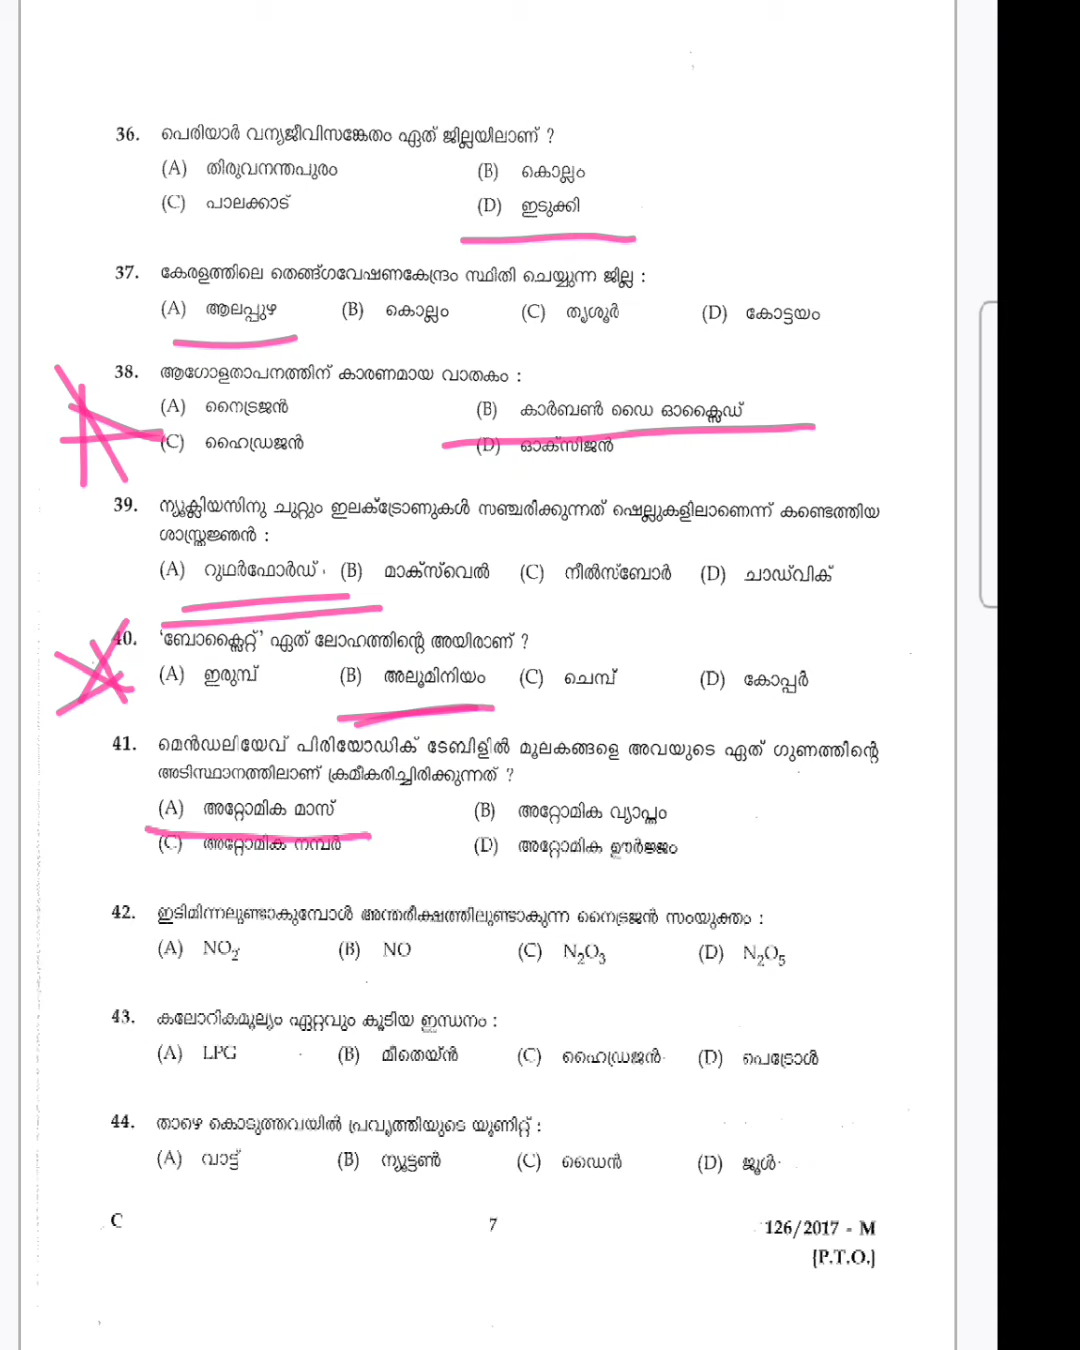 36. പെരിയാർ വന്യജീവിസങ്കേതം ഏത് ജില്ലയിലാണ് ?
(A) തിരുവനന്തപുരം (B) കൊല്ലം
(C) പാലക്കാട് (D) ഇടുക്കി
37. കേരളത്തിലെ തെങ്ങ്ഗവേഷണകേന്ദ്രം സ്ഥിതി ചെയ്യുന്ന ജില്ല :
(A) ആലപ്പുഴ (B) കൊല്ലം (C) തൃശൂർ (D) കോട്ടയം
38. ആഗോളതാപനത്തിന് കാരണമായ വാതകം :
(A) നൈട്രജൻ (B) കാർബൺ ഡൈ ഓക്സൈഡ്
(C) ഹൈഡ്രജൻ (D) ഓക്സിജൻ
39. ന്യൂക്ലിയസിനു ചുറ്റും ഇലക്ട്രോണുകൾ സഞ്ചരിക്കുന്നത് ഷെല്ലുകളിലാണെന്ന് കണ്ടെത്തിയ
ശാസ്ത്രജ്ഞൻ :
(A) റുഥർഫോർഡ് (B) മാക്സ്‌വെൽ (C) നീൽസ്ബോർ (D) ചാഡ്‌വിക്
40. 'ബോക്സൈറ്റ്' ഏത് ലോഹത്തിന്റെ അയിരാണ് ?
(A) ഇരുമ്പ് (B) അലൂമിനിയം (C) ചെമ്പ് (D) കോപ്പർ
41. മെൻഡലിയേവ് പിരിയോഡിക് ടേബിളിൽ മൂലകങ്ങളെ അവയുടെ ഏത് ഗുണത്തിന്റെ
അടിസ്ഥാനത്തിലാണ് ക്രമീകരിച്ചിരിക്കുന്നത് ?
(A) അറ്റോമിക മാസ് (B) അറ്റോമിക വ്യാപ്തം
(C) അറ്റോമിക നമ്പർ (D) അറ്റോമിക ഊർജ്ജം
42. ഇടിമിന്നലുണ്ടാകുമ്പോൾ അന്തരീക്ഷത്തിലുണ്ടാകുന്ന നൈട്രജൻ സംയുക്തം :
(A) NO₂ (B) NO (C) N₂O₃ (D) N₂O₅
43. കലോറികമൂല്യം ഏറ്റവും കൂടിയ ഇന്ധനം :
(A) LPG (B) മീതെയ്ൻ (C) ഹൈഡ്രജൻ (D) പെട്രോൾ
44. താഴെ കൊടുത്തവയിൽ പ്രവൃത്തിയുടെ യൂണിറ്റ് :
(A) വാട്ട് (B) ന്യൂട്ടൺ (C) ഡൈൻ (D) ജൂൾ
C 7 126/2017 - M
{P.T.O.}